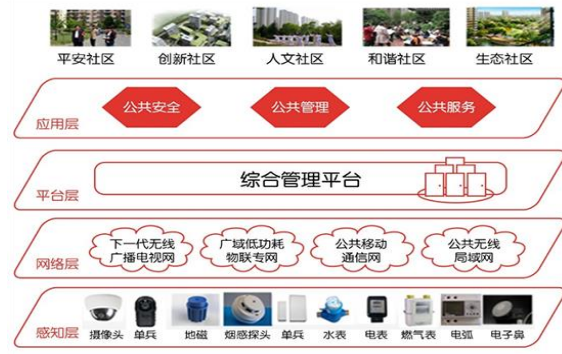 平安社区 创新社区 人文社区 和谐社区 生态社区
公共安全 公共管理 公共服务
应用层
综合管理平台
平台层
下一代无线 广域低功耗 公共移动 公共无线
广播电视网 物联专网 通信网 局域网
网络层
摄像头 单兵 地磁 烟感探头 单兵 水表 电表 燃气表 电弧 电子鼻
感知层